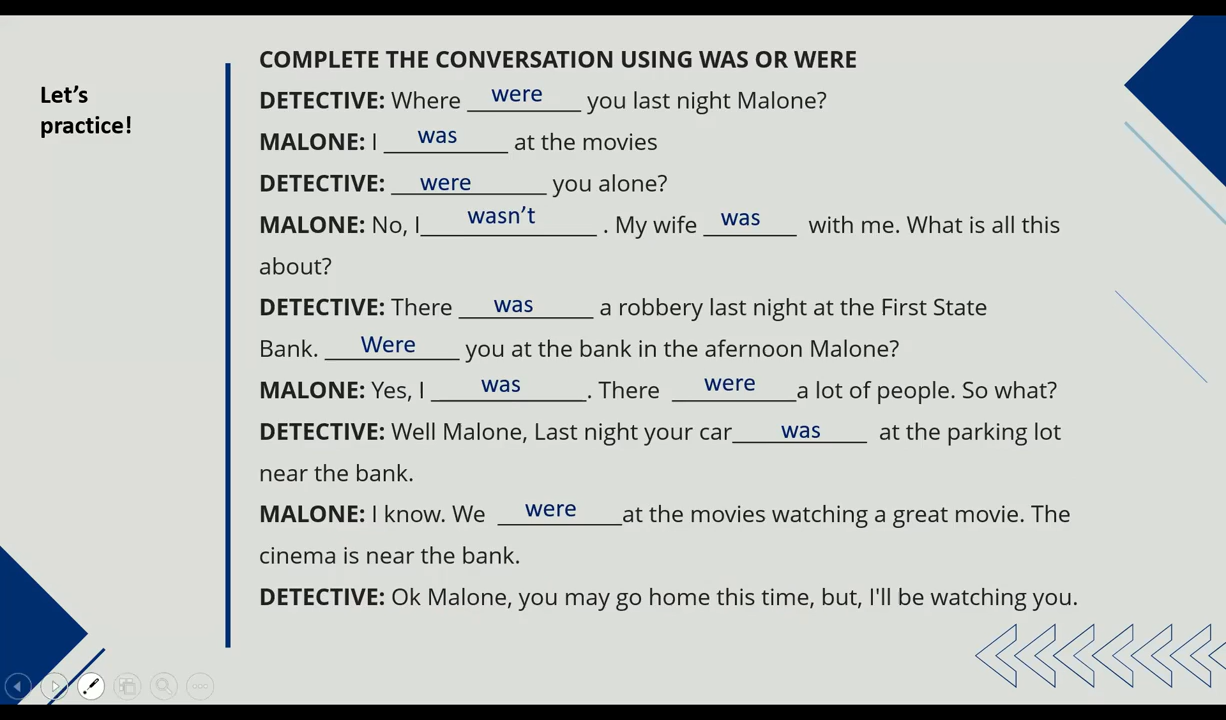 Let's
practice!
COMPLETE THE CONVERSATION USING WAS OR WERE
DETECTIVE: Where were you last night Malone?
MALONE: I was at the movies
DETECTIVE: were you alone?
MALONE: No, I wasn't . My wife was with me. What is all this
about?
DETECTIVE: There was a robbery last night at the First State
Bank. Were you at the bank in the afernoon Malone?
MALONE: Yes, I was. There were a lot of people. So what?
DETECTIVE: Well Malone, Last night your car was at the parking lot
near the bank.
MALONE: I know. We were at the movies watching a great movie. The
cinema is near the bank.
DETECTIVE: Ok Malone, you may go home this time, but, I'll be watching you.